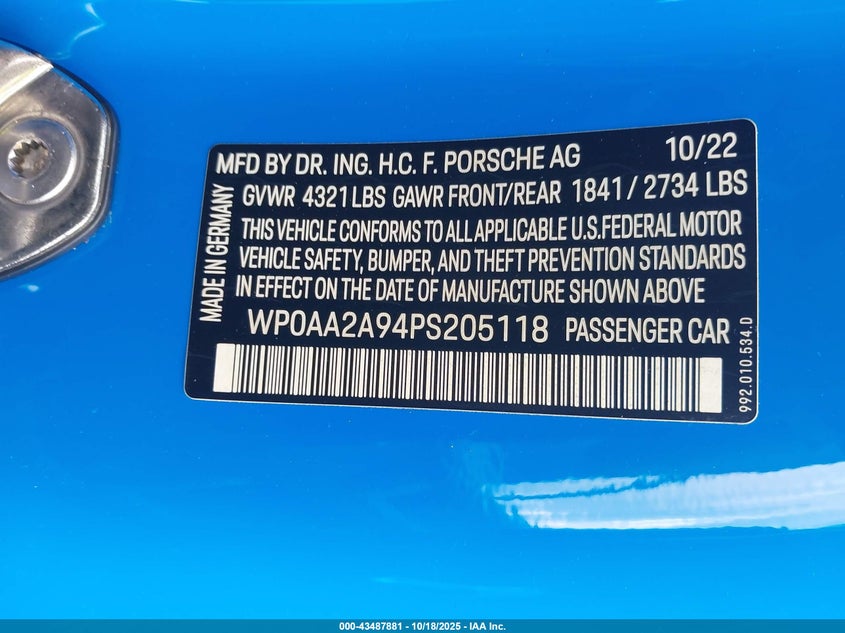 MFD BY DR. ING. H.C. F. PORSCHE AG 10/22
GVWR 4321 LBS GAWR FRONT/REAR 1841 / 2734 LBS
THIS VEHICLE CONFORMS TO ALL APPLICABLE U.S.FEDERAL MOTOR
VEHICLE SAFETY, BUMPER, AND THEFT PREVENTION STANDARDS
IN EFFECT ON THE DATE OF MANUFACTURE SHOWN ABOVE
WP0AA2A94PS205118 PASSENGER CAR
MADE IN GERMANY
992.010.534.D
000-43487881 - 10/18/2025 - IAA Inc.